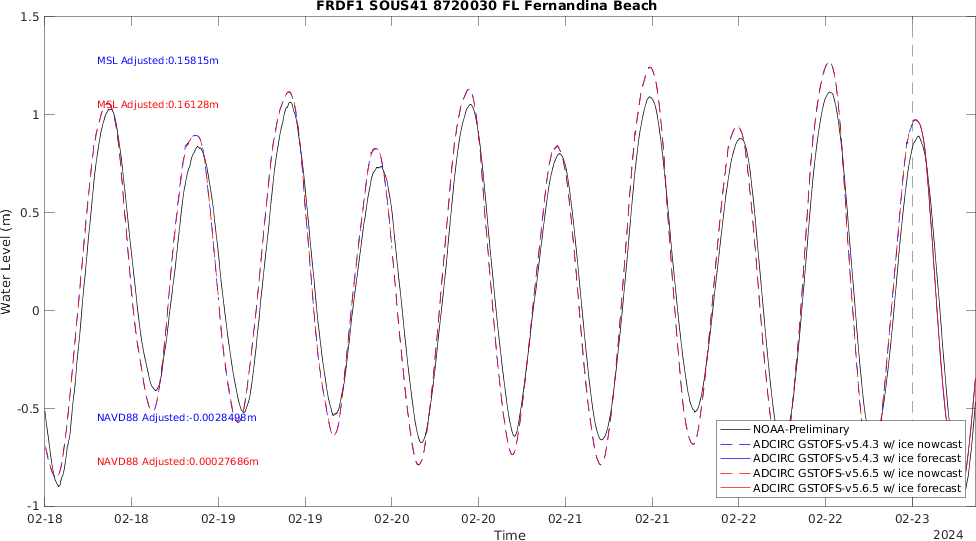 FRDF1 SOUS41 8720030 FL Fernandina Beach
1.5
MSL Adjusted:0.15815m
MSL Adjusted:0.16128m
1
0.5
Water Level (m)
0
-0.5
NAVD88 Adjusted:-0.0028498m
NAVD88 Adjusted:0.00027686m
-1
NOAA-Preliminary
ADCIRC GSTOFS-v5.4.3 w/ ice nowcast
ADCIRC GSTOFS-v5.4.3 w/ ice forecast
ADCIRC GSTOFS-v5.6.5 w/ ice nowcast
ADCIRC GSTOFS-v5.6.5 w/ ice forecast
02-18 02-18 02-19 02-19 02-20 02-20 02-21 02-21 02-22 02-22 02-23
Time
2024